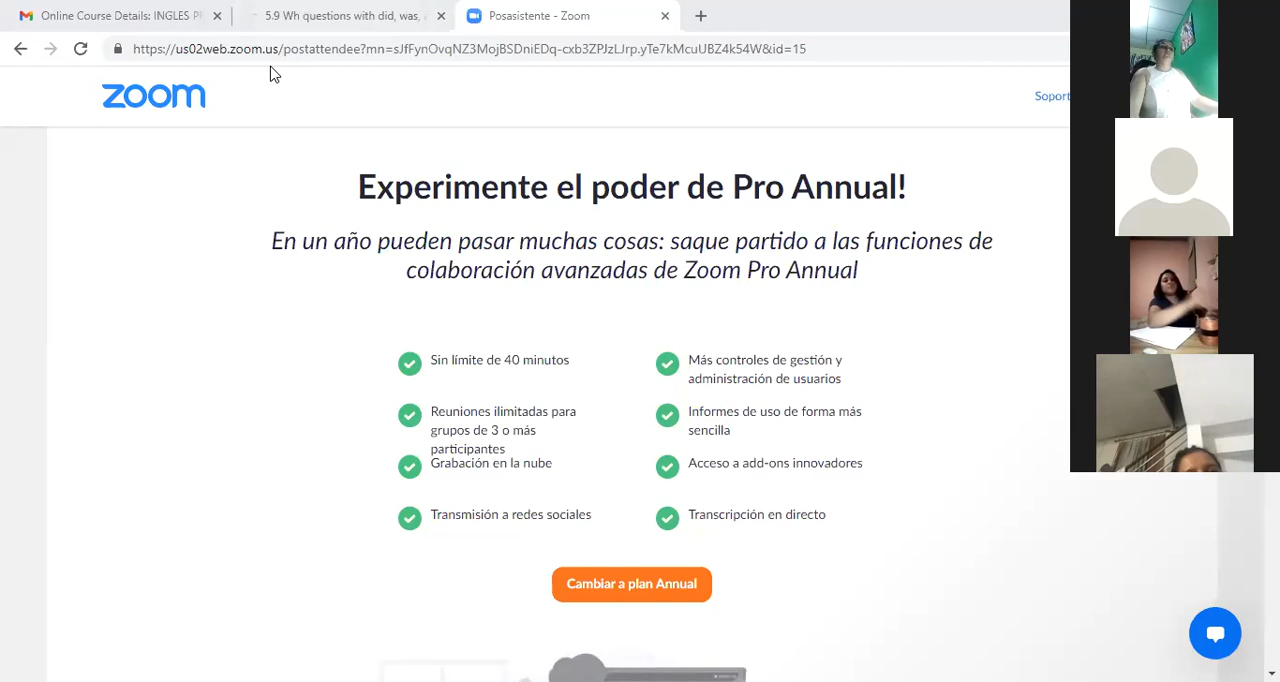 Online Course Details: INGLES P
5.9 Wh questions with did, was,
Posasistente - Zoom
https://us02web.zoom.us/postattendee?mn=sJfFynOvqNZ3MojBSDniEDq-cxb3ZPJzLJrp.yTe7kMcuUBZ4k54W&id=15
zoom
Soport
Experimente el poder de Pro Annual!
En un año pueden pasar muchas cosas: saque partido a las funciones de
colaboración avanzadas de Zoom Pro Annual
Sin límite de 40 minutos
Más controles de gestión y
administración de usuarios
Reuniones ilimitadas para
grupos de 3 o más
participantes
Informes de uso de forma más
sencilla
Grabación en la nube
Acceso a add-ons innovadores
Transmisión a redes sociales
Transcripción en directo
Cambiar a plan Annual